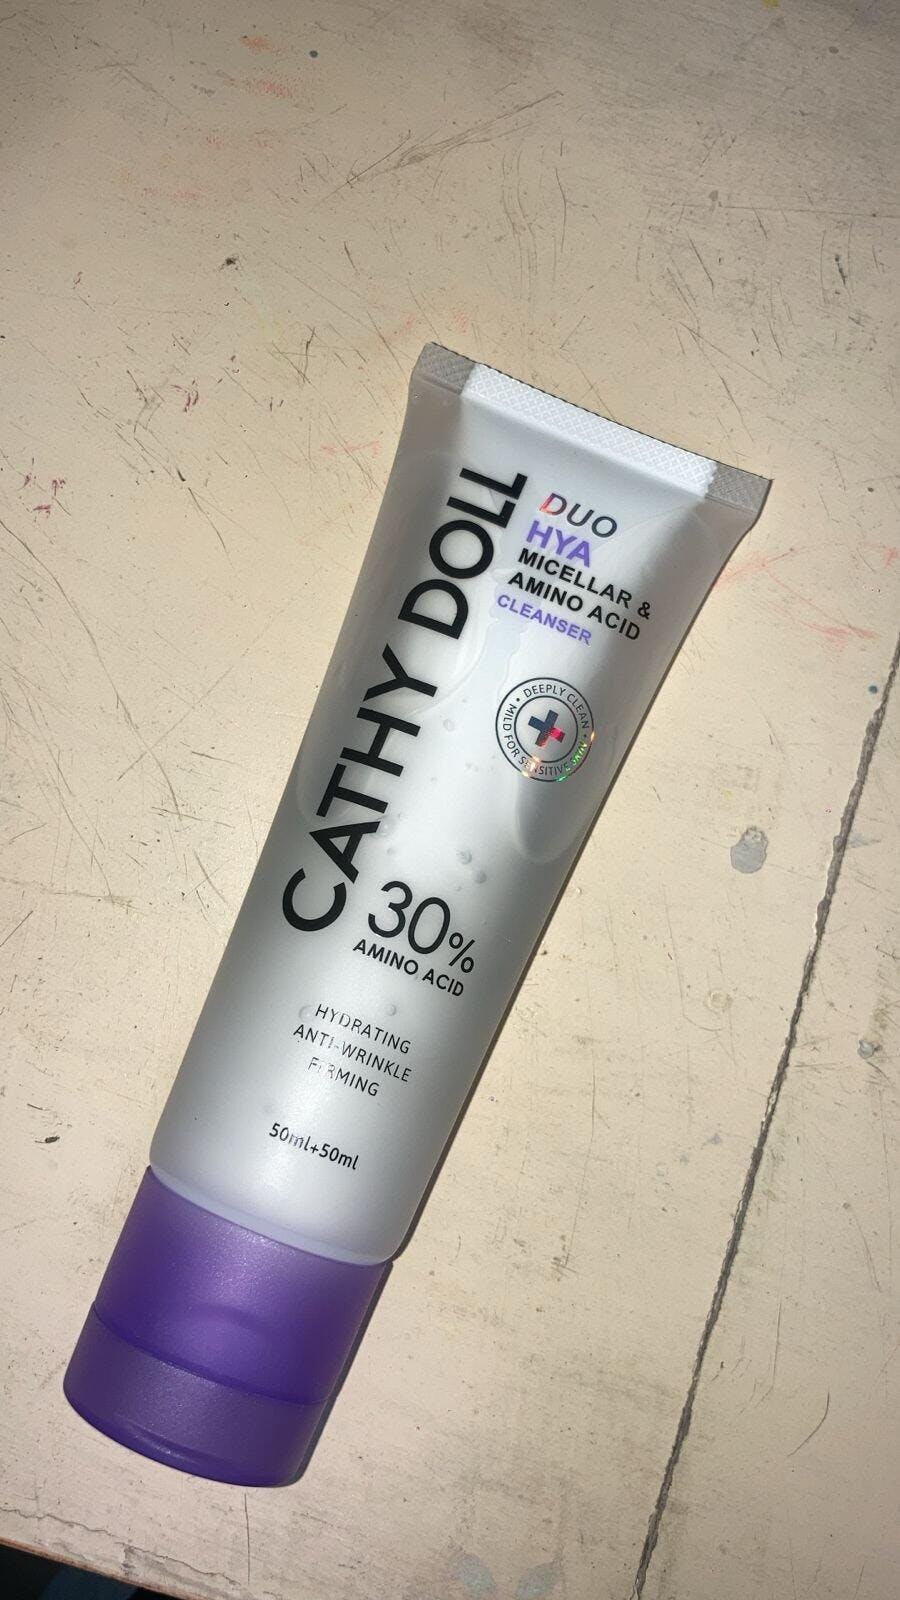 CATHY DOLL
DUO
HYA
MICELLAR &
AMINO ACID
CLEANSER
DEEPLY CLEAN • MILD FOR SENSITIVE SKIN •
30%
AMINO ACID
HYDRATING
ANTI-WRINKLE
FIRMING
50ml+50ml